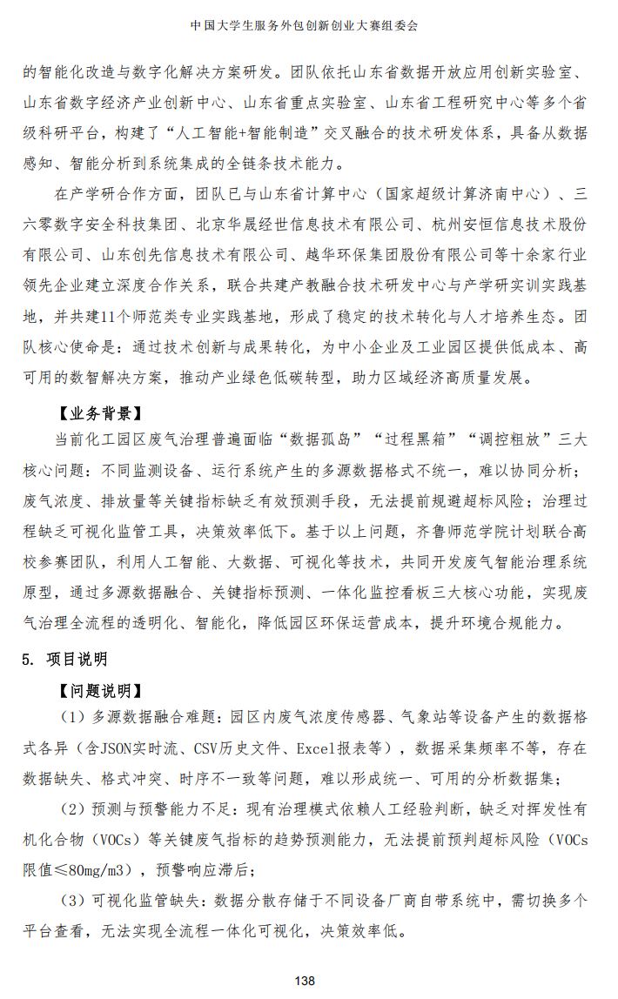 中国大学生服务外包创新创业大赛组委会
的智能化改造与数字化解决方案研发。团队依托山东省数据开放应用创新实验室、
山东省数字经济产业创新中心、山东省重点实验室、山东省工程研究中心等多个省
级科研平台，构建了“人工智能+智能制造”交叉融合的技术研发体系，具备从数据
感知、智能分析到系统集成的全链条技术能力。
在产学研合作方面，团队已与山东省计算中心（国家超级计算济南中心）、三
六零数字安全科技集团、北京华晟经世信息技术有限公司、杭州安恒信息技术股份
有限公司、山东创先信息技术有限公司、越华环保集团股份有限公司等十余家行业
领先企业建立深度合作关系，联合共建产教融合技术研发中心与产学研实训实践基
地，并共建11个师范类专业实践基地，形成了稳定的技术转化与人才培养生态。团
队核心使命是：通过技术创新与成果转化，为中小企业及工业园区提供低成本、高
可用的数智解决方案，推动产业绿色低碳转型，助力区域经济高质量发展。
【业务背景】
当前化工园区废气治理普遍面临“数据孤岛”“过程黑箱”“调控粗放”三大
核心问题：不同监测设备、运行系统产生的多源数据格式不统一，难以协同分析；
废气浓度、排放量等关键指标缺乏有效预测手段，无法提前规避超标风险；治理过
程缺乏可视化监管工具，决策效率低下。基于以上问题，齐鲁师范学院计划联合高
校参赛团队，利用人工智能、大数据、可视化等技术，共同开发废气智能治理系统
原型，通过多源数据融合、关键指标预测、一体化监控看板三大核心功能，实现废
气治理全流程的透明化、智能化，降低园区环保运营成本，提升环境合规能力。
5. 项目说明
【问题说明】
（1）多源数据融合难题：园区内废气浓度传感器、气象站等设备产生的数据格
式各异（含JSON实时流、CSV历史文件、Excel报表等），数据采集频率不等，存在
数据缺失、格式冲突、时序不一致等问题，难以形成统一、可用的分析数据集；
（2）预测与预警能力不足：现有治理模式依赖人工经验判断，缺乏对挥发性有
机化合物（VOCs）等关键废气指标的趋势预测能力，无法提前预判超标风险（VOCs
限值≤80mg/m3），预警响应滞后；
（3）可视化监管缺失：数据分散存储于不同设备厂商自带系统中，需切换多个
平台查看，无法实现全流程一体化可视化，决策效率低。
138